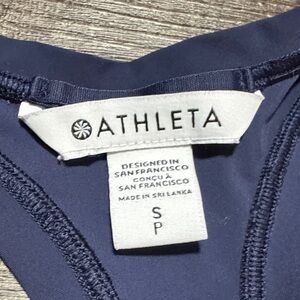 ATHLETA
DESIGNED IN
SAN FRANCISCO
CONÇU À
SAN FRANCISCO
MADE IN SRI LANKA
S
P